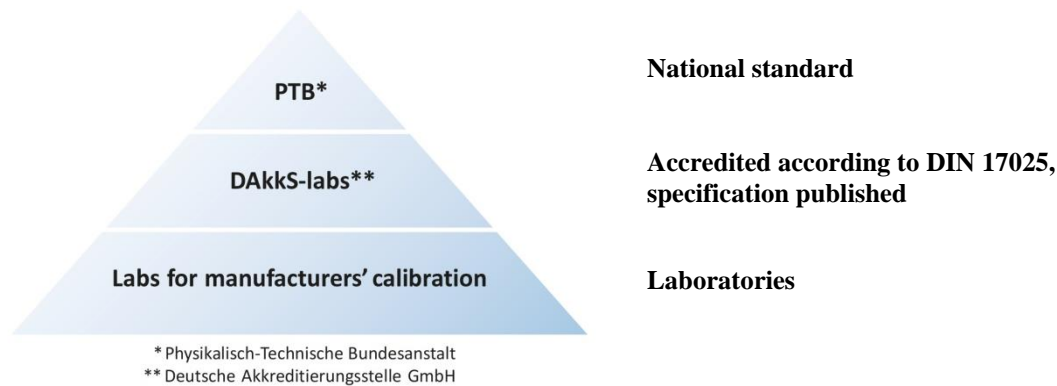 PTB*
National standard
DAkkS-labs**
Accredited according to DIN 17025,
specification published
Labs for manufacturers’ calibration
Laboratories
* Physikalisch-Technische Bundesanstalt
** Deutsche Akkreditierungsstelle GmbH